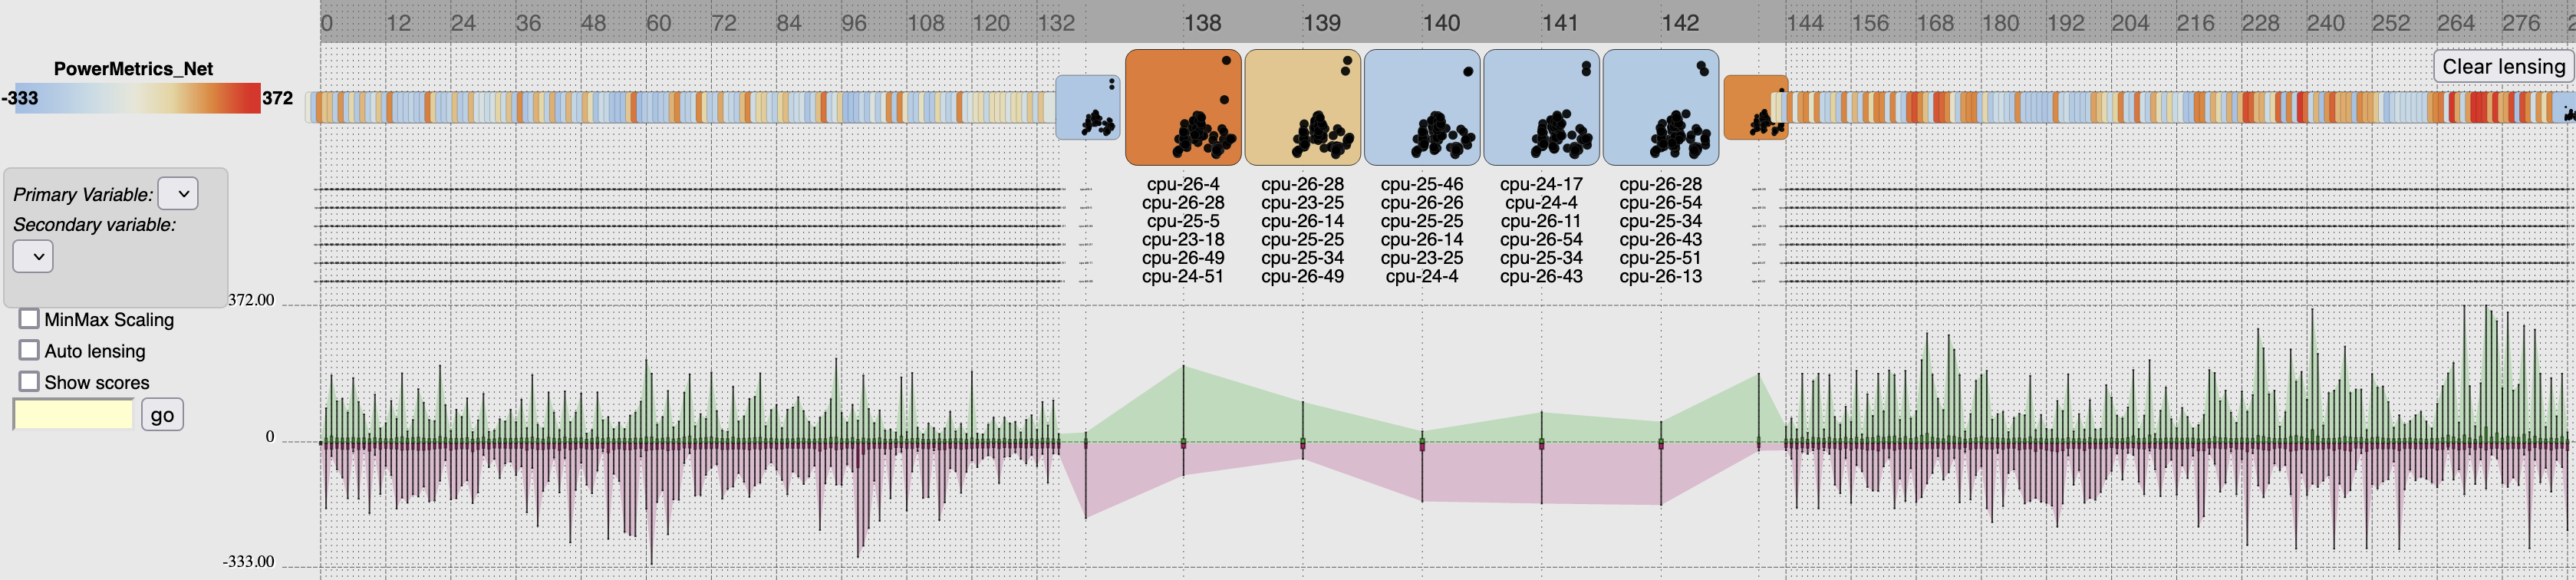 0 12 24 36 48 60 72 84 96 108 120 132 138 139 140 141 142 144 156 168 180 192 204 216 228 240 252 264 276
PowerMetrics_Net
-333 372
Clear lensing
Primary Variable:
Secondary variable:
cpu-26-4 cpu-26-28 cpu-25-46 cpu-24-17 cpu-26-28
cpu-26-28 cpu-23-25 cpu-26-26 cpu-24-4 cpu-26-54
cpu-25-5 cpu-26-14 cpu-25-25 cpu-26-11 cpu-25-34
cpu-23-18 cpu-25-25 cpu-26-14 cpu-26-54 cpu-26-43
cpu-26-49 cpu-25-34 cpu-23-25 cpu-25-34 cpu-25-51
cpu-24-51 cpu-26-49 cpu-24-4 cpu-26-43 cpu-26-13
372.00
MinMax Scaling
Auto lensing
Show scores
go
0
-333.00